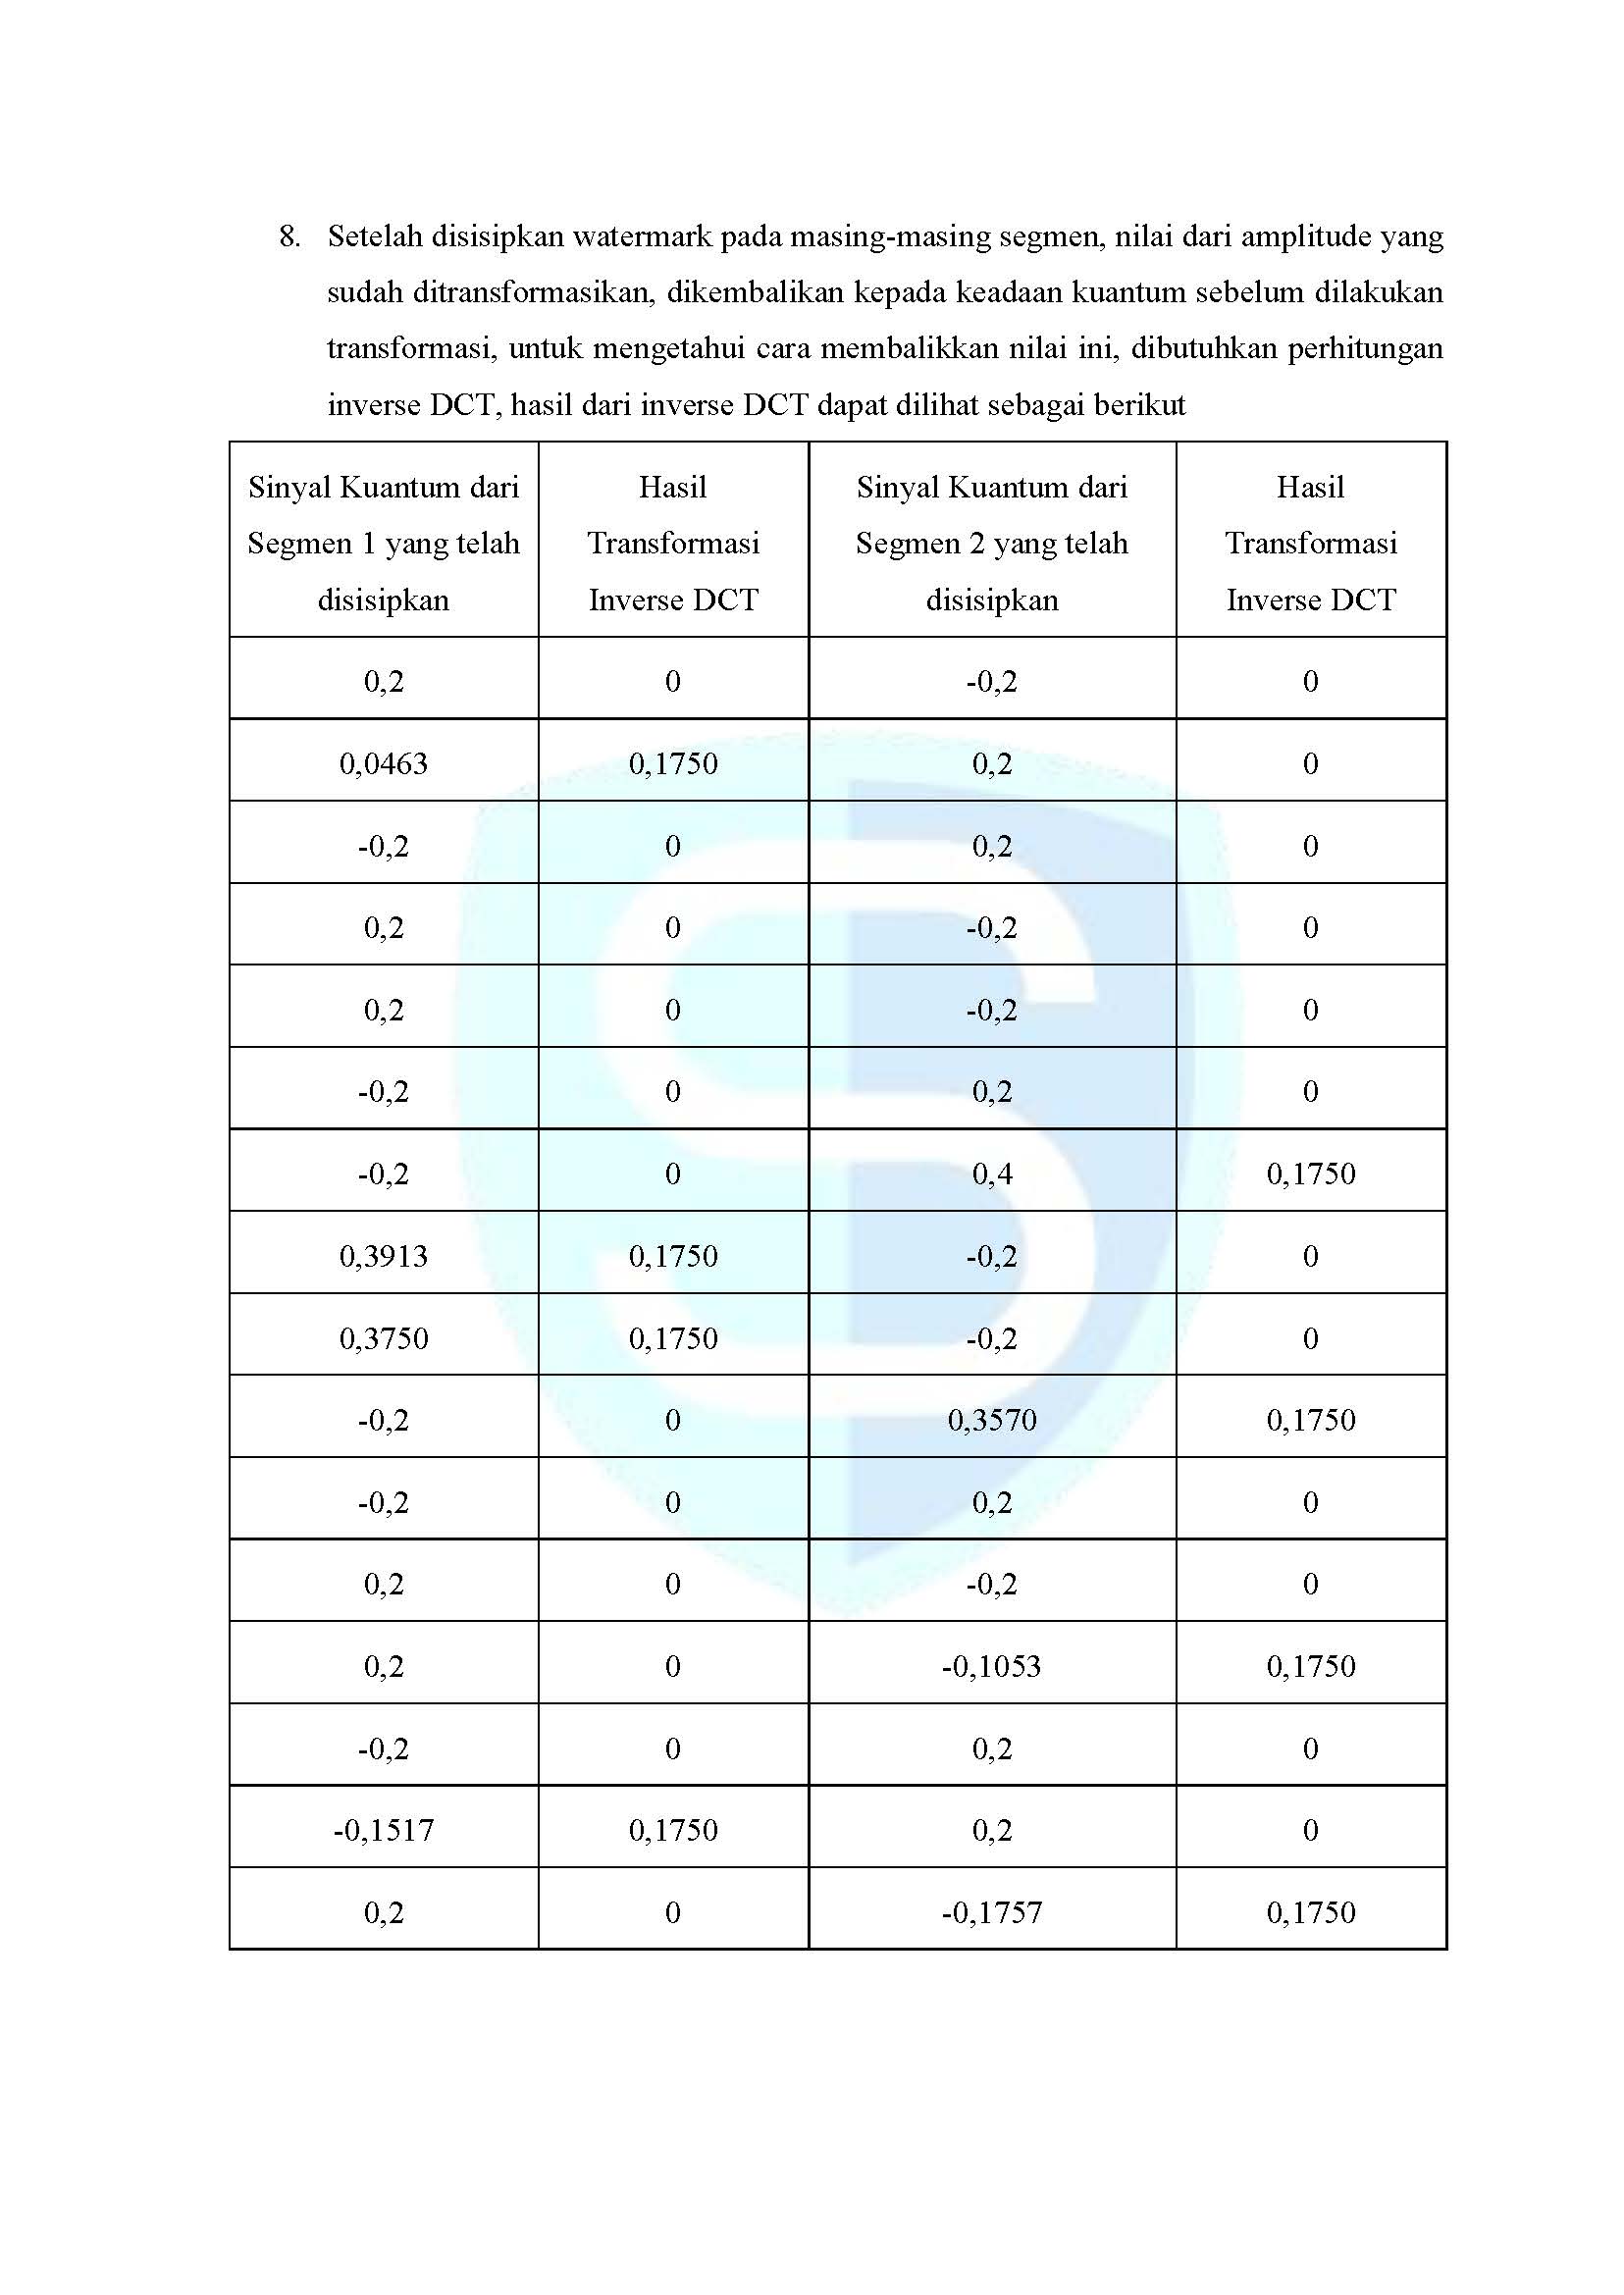 8. Setelah disisipkan watermark pada masing-masing segmen, nilai dari amplitude yang
sudah ditransformasikan, dikembalikan kepada keadaan kuantum sebelum dilakukan
transformasi, untuk mengetahui cara membalikkan nilai ini, dibutuhkan perhitungan
inverse DCT, hasil dari inverse DCT dapat dilihat sebagai berikut
Sinyal Kuantum dari Hasil Sinyal Kuantum dari Hasil
Segmen 1 yang telah Transformasi Segmen 2 yang telah Transformasi
disisipkan Inverse DCT disisipkan Inverse DCT
0,2 0 -0,2 0
0,0463 0,1750 0,2 0
-0,2 0 0,2 0
0,2 0 -0,2 0
0,2 0 -0,2 0
-0,2 0 0,2 0
-0,2 0 0,4 0,1750
0,3913 0,1750 -0,2 0
0,3750 0,1750 -0,2 0
-0,2 0 0,3570 0,1750
-0,2 0 0,2 0
0,2 0 -0,2 0
0,2 0 -0,1053 0,1750
-0,2 0 0,2 0
-0,1517 0,1750 0,2 0
0,2 0 -0,1757 0,1750